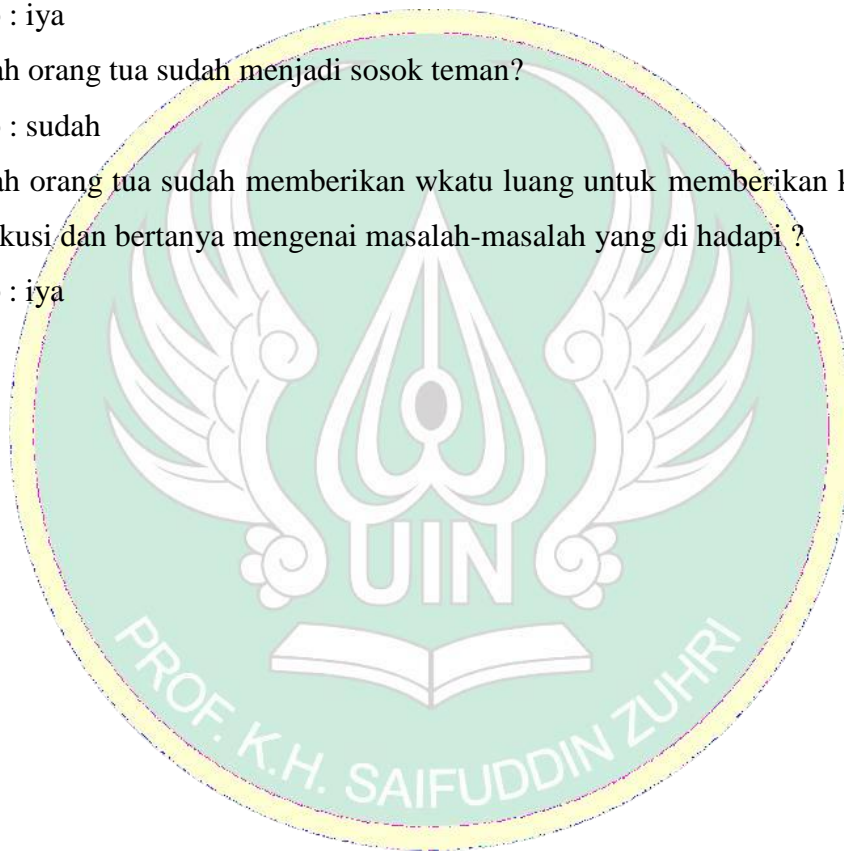 : iya
ah orang tua sudah menjadi sosok teman?
: sudah
ah orang tua sudah memberikan wkatu luang untuk memberikan k
kusi dan bertanya mengenai masalah-masalah yang di hadapi ?
: iya
UIN
PROF. K.H. SAIFUDDIN ZUHRI